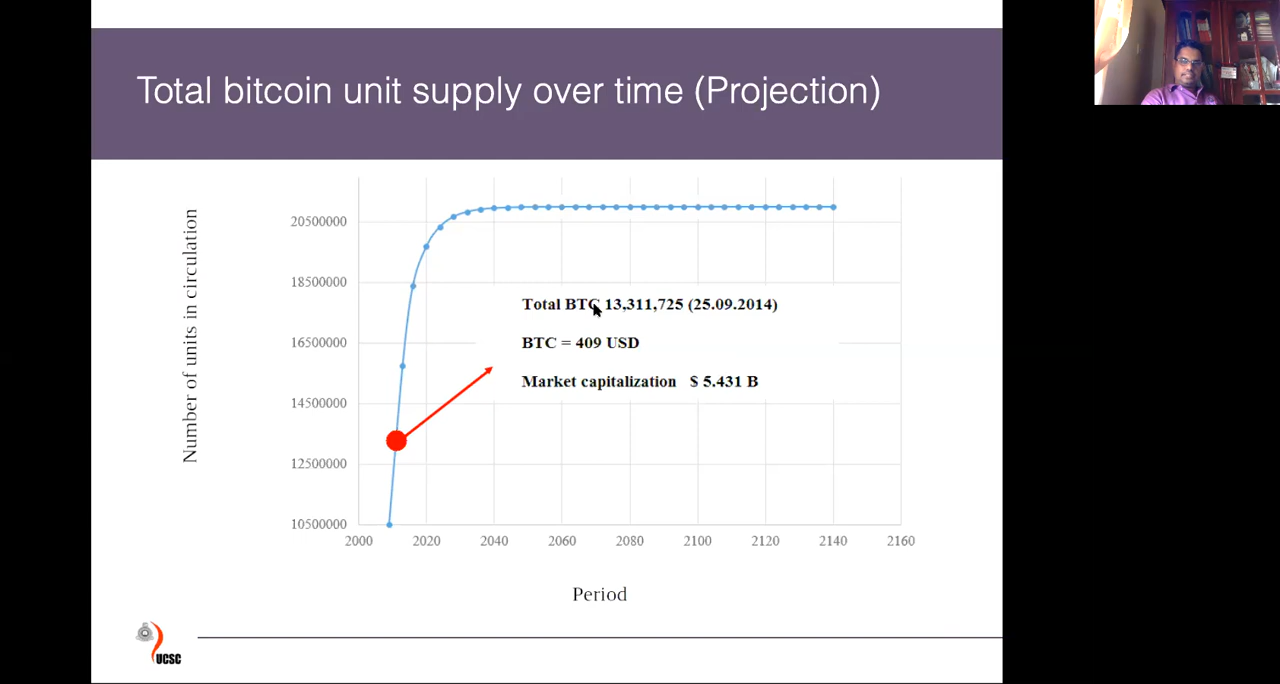 Total bitcoin unit supply over time (Projection)
Number of units in circulation
20500000
18500000
16500000
14500000
12500000
10500000
Total BTC 13,311,725 (25.09.2014)
BTC = 409 USD
Market capitalization $ 5.431 B
2000 2020 2040 2060 2080 2100 2120 2140 2160
Period
UCSC